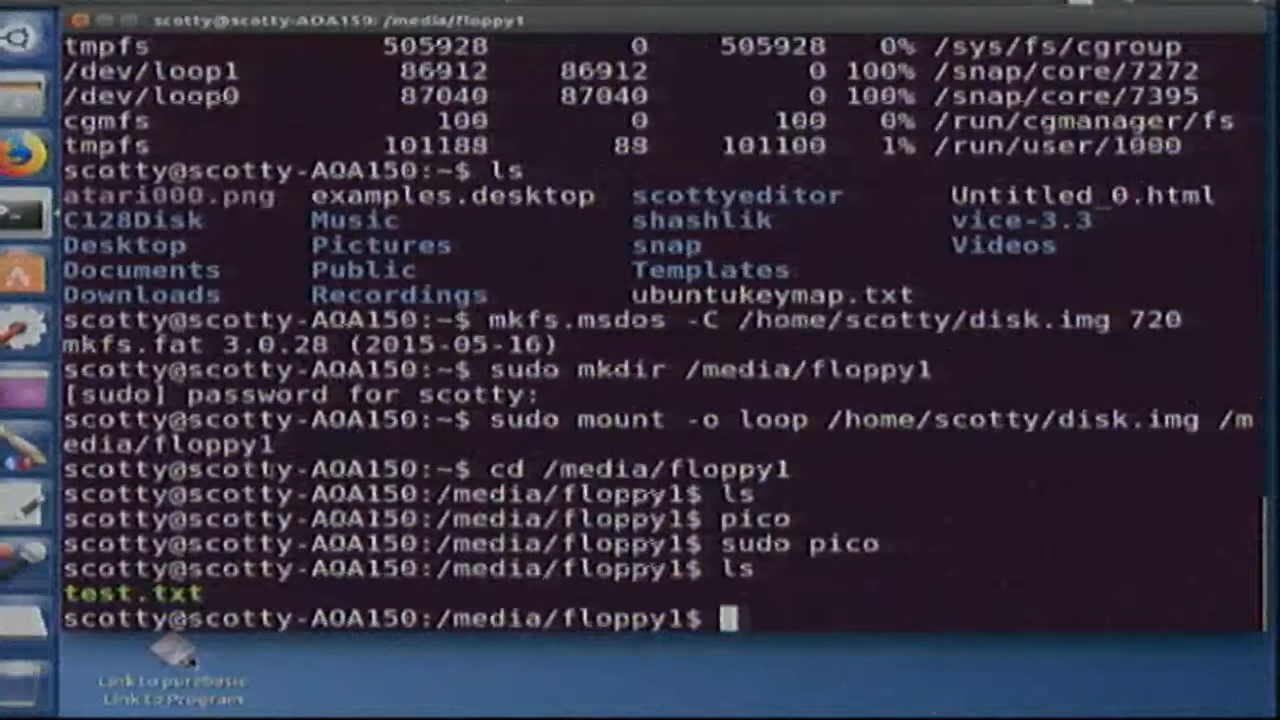 scotty@scotty-AOA150: /media/floppy1
tmpfs 505928 0 505928 0% /sys/fs/cgroup
/dev/loop1 86912 86912 0 100% /snap/core/7272
/dev/loop0 87040 87040 0 100% /snap/core/7395
cgmfs 100 0 100 0% /run/cgmanager/fs
tmpfs 101188 88 101100 1% /run/user/1000
scotty@scotty-AOA150:~$ ls
atari000.png examples.desktop scottyeditor Untitled_0.html
C128Disk Music shashlik vice-3.3
Desktop Pictures snap Videos
Documents Public Templates
Downloads Recordings ubuntukeymap.txt
scotty@scotty-AOA150:~$ mkfs.msdos -C /home/scotty/disk.img 720
mkfs.fat 3.0.28 (2015-05-16)
scotty@scotty-AOA150:~$ sudo mkdir /media/floppy1
[sudo] password for scotty:
scotty@scotty-AOA150:~$ sudo mount -o loop /home/scotty/disk.img /m
edia/floppy1
scotty@scotty-AOA150:~$ cd /media/floppy1
scotty@scotty-AOA150:/media/floppy1$ ls
scotty@scotty-AOA150:/media/floppy1$ pico
scotty@scotty-AOA150:/media/floppy1$ sudo pico
scotty@scotty-AOA150:/media/floppy1$ ls
test.txt
scotty@scotty-AOA150:/media/floppy1$
Link to purebasic
Link to Program